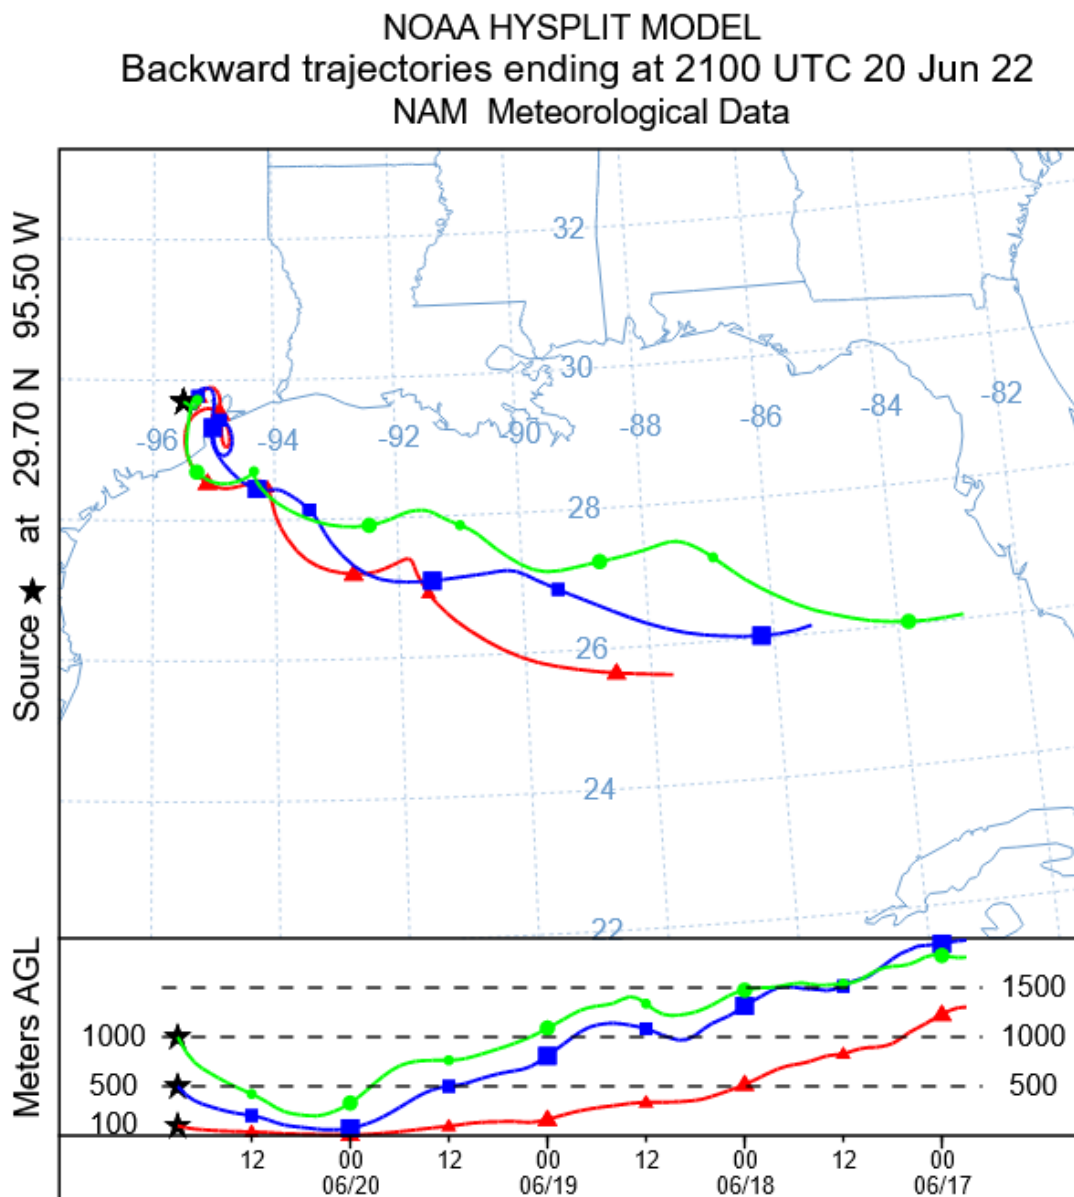 NOAA HYSPLIT MODEL
Backward trajectories ending at 2100 UTC 20 Jun 22
NAM Meteorological Data
Source ★ at 29.70 N 95.50 W
32
30
-82
-84
-86
-88
-90
-92
-94
-96
28
26
24
22
Meters AGL
1500
1000
1000
500
500
100
12 00 12 00 12 00 12 00
06/20 06/19 06/18 06/17